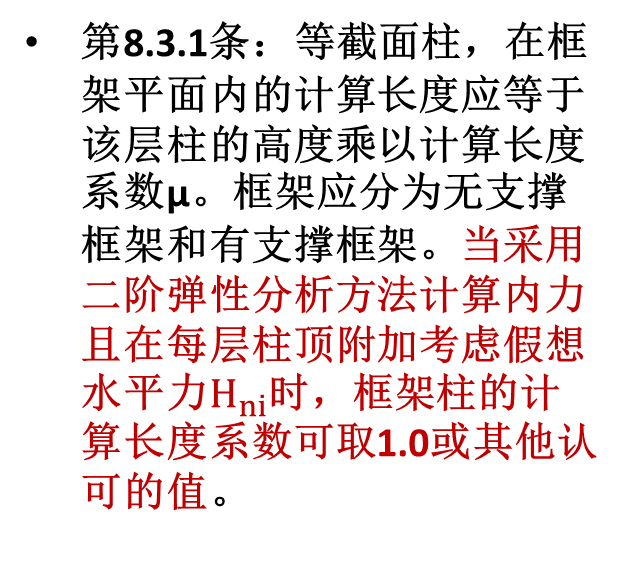 • 第8.3.1条：等截面柱，在框
架平面内的计算长度应等于
该层柱的高度乘以计算长度
系数μ。框架应分为无支撑
框架和有支撑框架。当采用
二阶弹性分析方法计算内力
且在每层柱顶附加考虑假想
水平力Hni时，框架柱的计
算长度系数可取1.0或其他认
可的值。